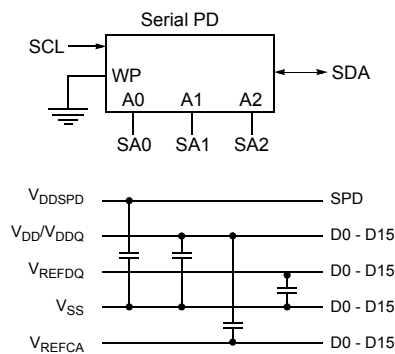 Serial PD
SCL
WP
SDA
A0 A1 A2
SA0 SA1 SA2
VDDSPD SPD
VDD/VDDQ D0 - D15
VREFDQ D0 - D15
VSS D0 - D15
VREFCA D0 - D15